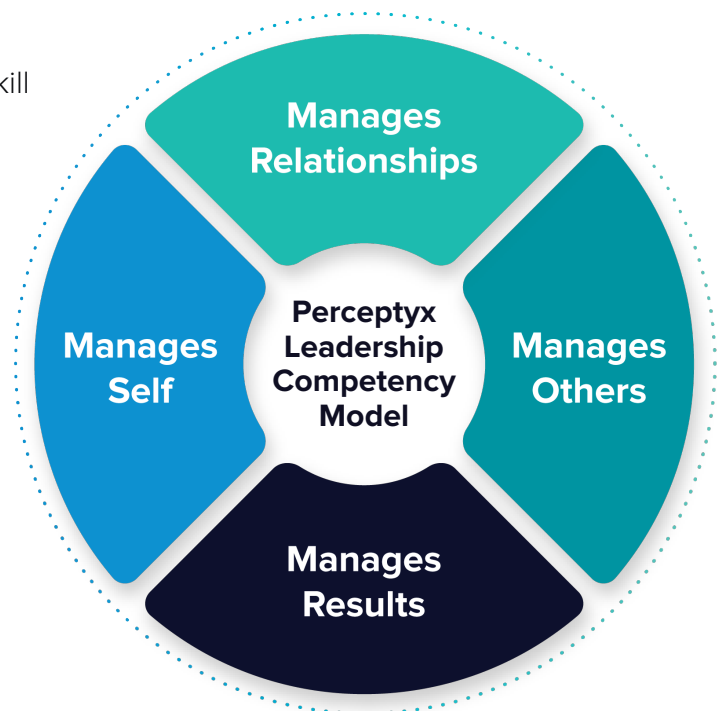 kill
Manages
Relationships
Manages
Self
Perceptyx
Leadership
Competency
Model
Manages
Others
Manages
Results